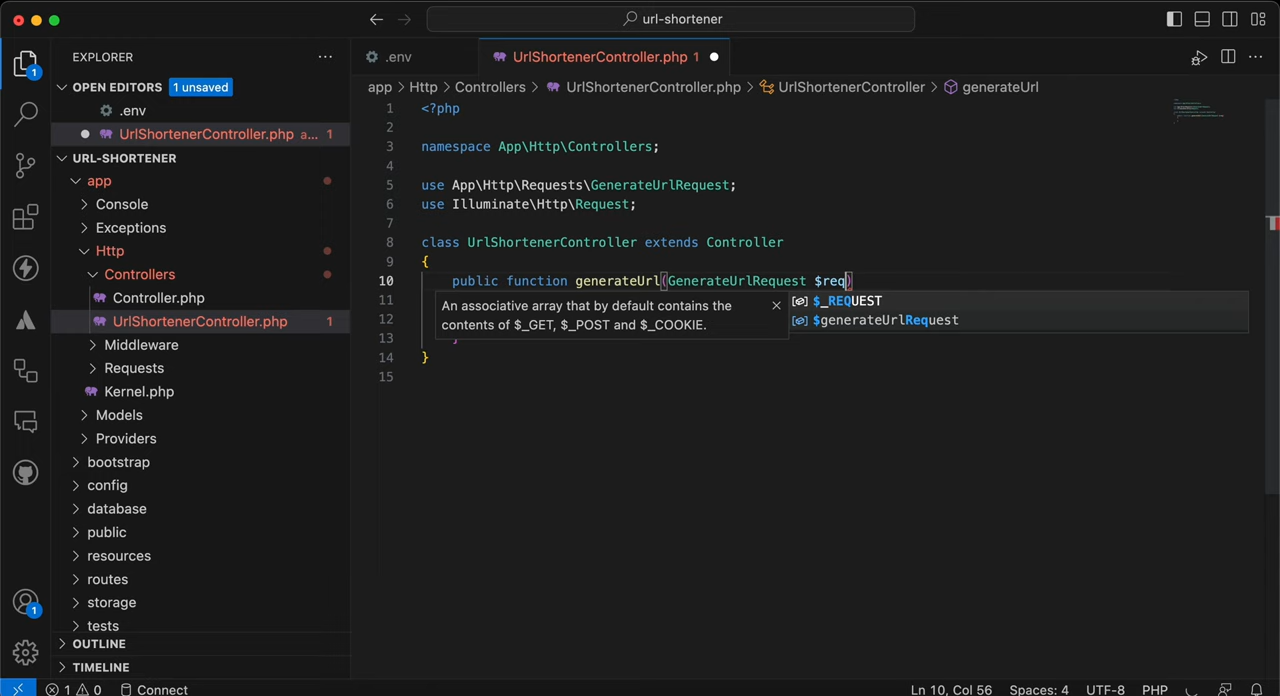 url-shortener
EXPLORER
OPEN EDITORS 1 unsaved
.env
UrlShortenerController.php a... 1
URL-SHORTENER
app
Console
Exceptions
Http
Controllers
Controller.php
UrlShortenerController.php 1
Middleware
Requests
Kernel.php
Models
Providers
bootstrap
config
database
public
resources
routes
storage
tests
OUTLINE
TIMELINE
1
1
.env
UrlShortenerController.php 1
app > Http > Controllers > UrlShortenerController.php > UrlShortenerController > generateUrl
1 <?php
2
3 namespace App\Http\Controllers;
4
5 use App\Http\Requests\GenerateUrlRequest;
6 use Illuminate\Http\Request;
7
8 class UrlShortenerController extends Controller
9 {
10 public function generateUrl(GenerateUrlRequest $req)
11
12
13 }
14 }
15
An associative array that by default contains the
contents of $_GET, $_POST and $_COOKIE.
$_REQUEST
$generateUrlRequest
1 0 Connect
Ln 10, Col 56 Spaces: 4 UTF-8 PHP